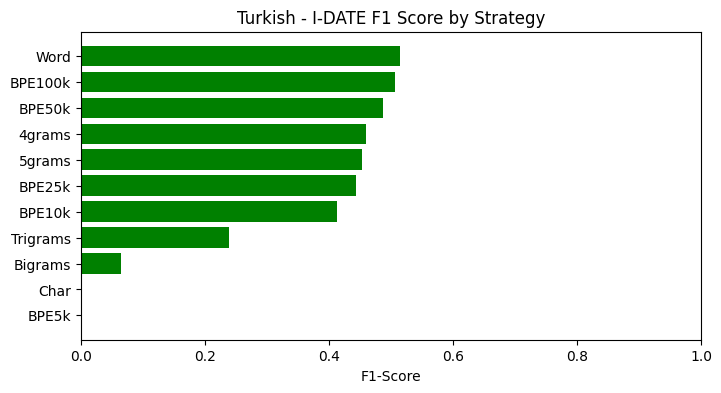 Turkish - I-DATE F1 Score by Strategy
Word
BPE100k
BPE50k
4grams
5grams
BPE25k
BPE10k
Trigrams
Bigrams
Char
BPE5k
0.0 0.2 0.4 0.6 0.8 1.0
F1-Score